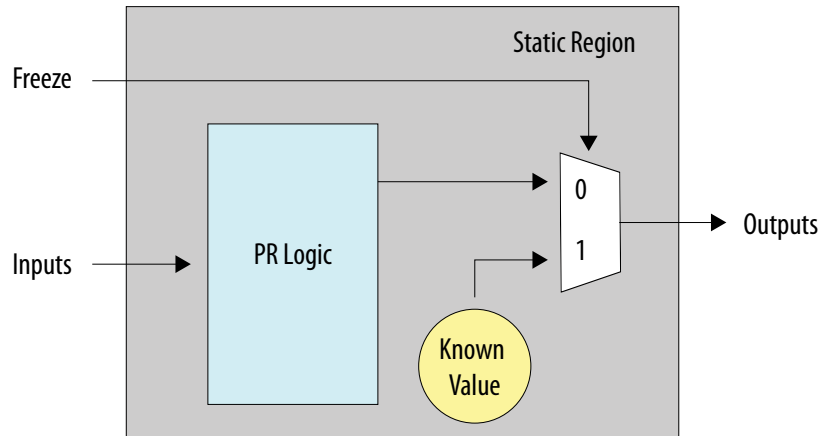 Static Region
Freeze
0
PR Logic
Outputs
Inputs
1
Known
Value